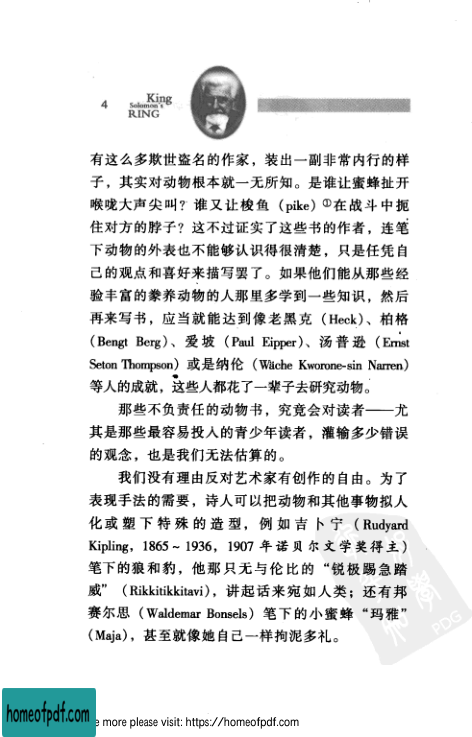 4
King
Solomon's
RING
有这么多欺世盗名的作家，装出一副非常内行的样
子，其实对动物根本就一无所知。是谁让蜜蜂扯开
喉咙大声尖叫？谁又让梭鱼（pike）①在战斗中扼
住对方的脖子？这不过证实了这些书的作者，连笔
下动物的外表也不能够认识得很清楚，只是任凭自
己的观点和喜好来描写罢了。如果他们能从那些经
验丰富的豢养动物的人那里多学到一些知识，然后
再来写书，应当就能达到像老黑克（Heck）、柏格
（Bengt Berg）、爱坡（Paul Eipper）、汤普逊（Ernst
Seton Thompson）或是纳伦（Wäche Kworone-sin Narren）
等人的成就，这些人都花了一辈子去研究动物。
那些不负责任的动物书，究竟会对读者——尤
其是那些最容易投入的青少年读者，灌输多少错误
的观念，也是我们无法估算的。
我们没有理由反对艺术家有创作的自由。为了
表现手法的需要，诗人可以把动物和其他事物拟人
化或塑下特殊的造型，例如吉卜宁（Rudyard
Kipling，1865～1936，1907年诺贝尔文学奖得主）
笔下的狼和豹，他那只无与伦比的“锐极踢急踏
威”（Rikkitikkitavi），讲起话来宛如人类；还有邦
赛尔思（Waldemar Bonsels）笔下的小蜜蜂“玛雅”
（Maja），甚至就像她自己一样拘泥多礼。
PDG
homeofpdf.com
e more please visit: https://homeofpdf.com